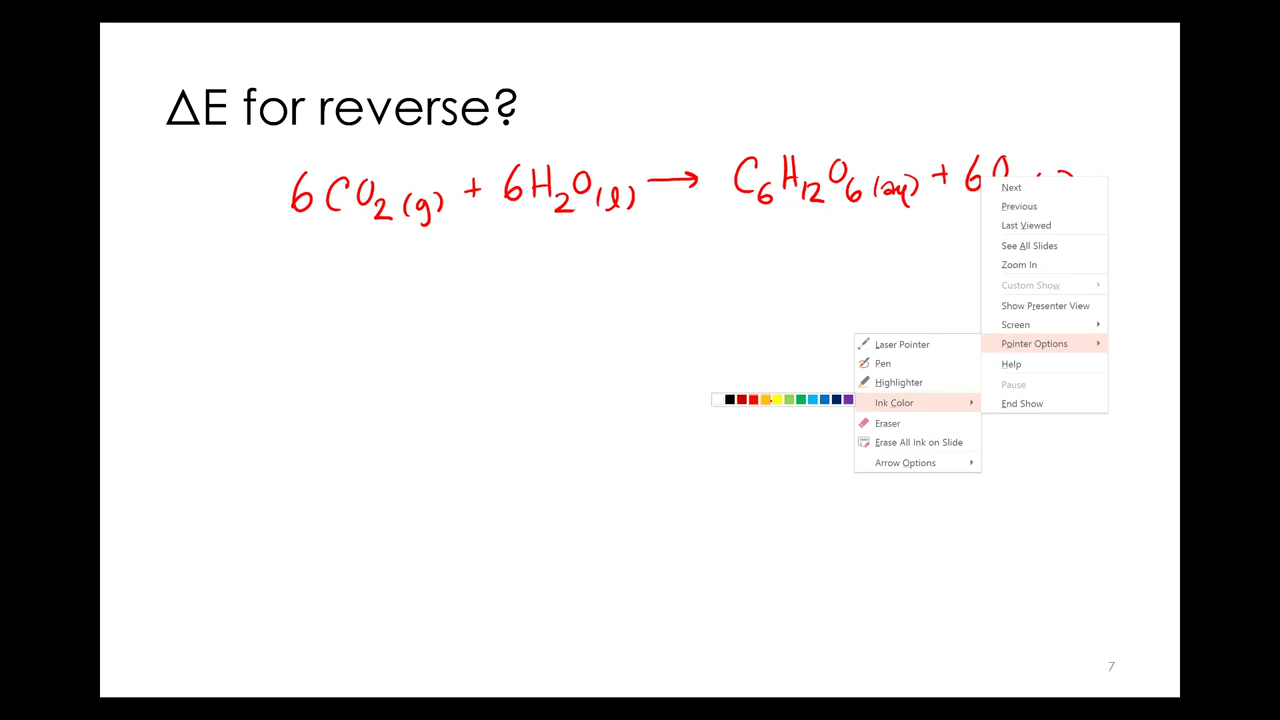 ΔE for reverse?
6CO2(g) + 6H2O(l) → C6H12O6(aq) + 6O
Next
Previous
Last Viewed
See All Slides
Zoom In
Custom Show
Show Presenter View
Screen
Pointer Options
Help
Pause
End Show
Laser Pointer
Pen
Highlighter
Ink Color
Eraser
Erase All Ink on Slide
Arrow Options
7